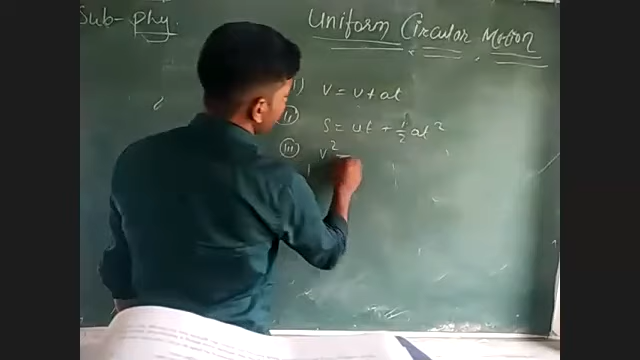 Sub- phy.
Uniform Circular Motion
i) v = u + at
ii) s = ut + 1/2 at²
iii) v² =